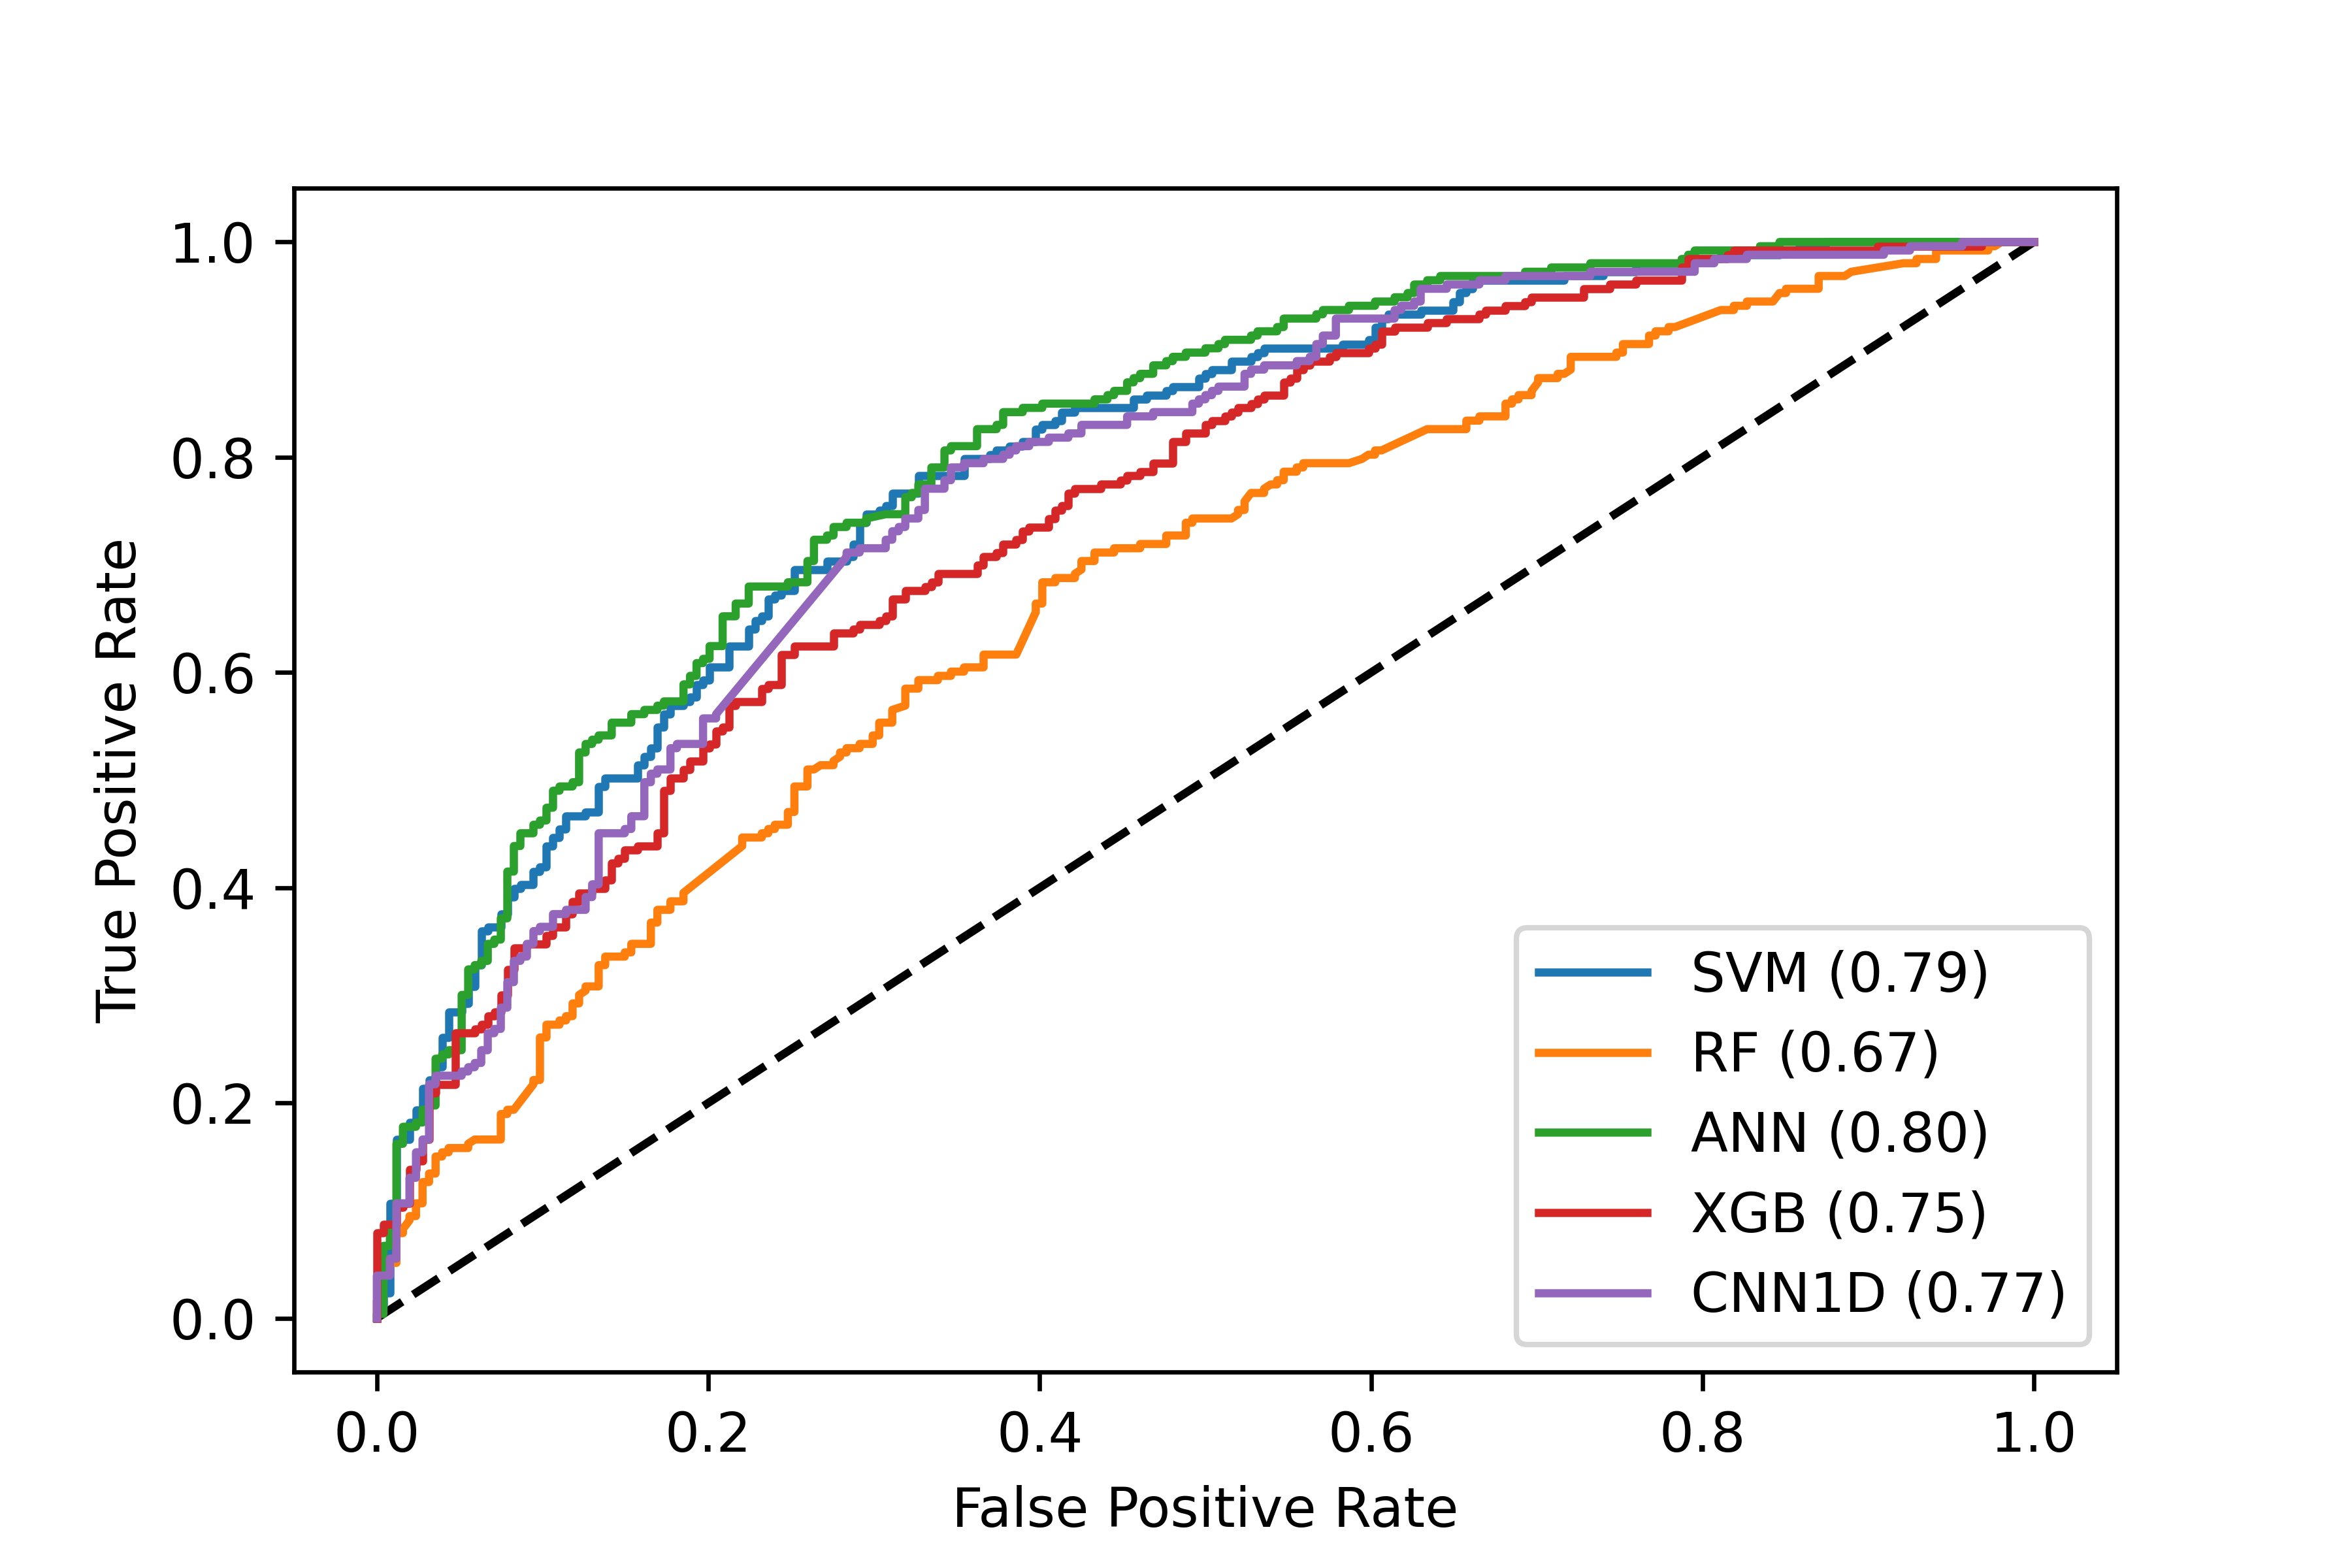 1.0
0.8
0.6
0.4
0.2
0.0
True Positive Rate
SVM (0.79)
RF (0.67)
ANN (0.80)
XGB (0.75)
CNN1D (0.77)
0.0 0.2 0.4 0.6 0.8 1.0
False Positive Rate